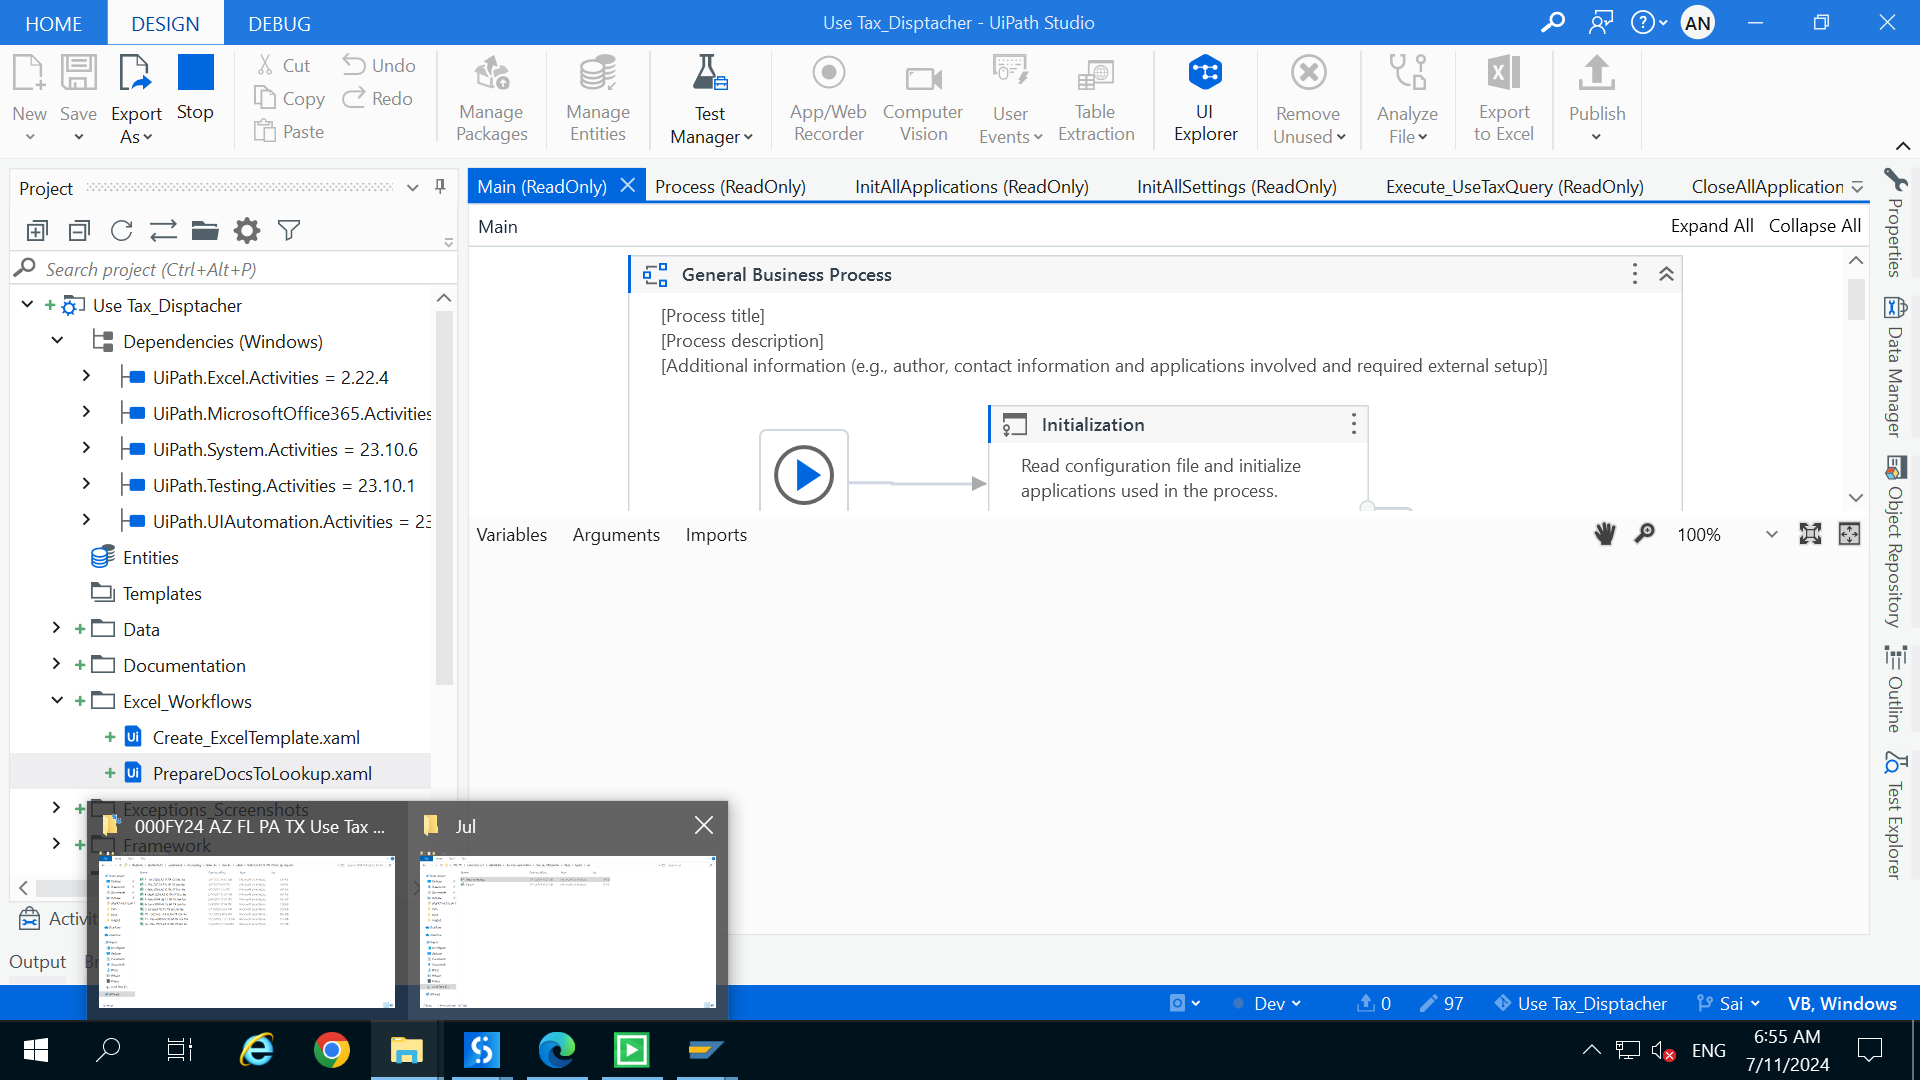 HOME
DESIGN
DEBUG
Use Tax_Disptacher - UiPath Studio
AN
New
Save
Export As
Stop
Cut
Copy
Paste
Undo
Redo
Manage Packages
Manage Entities
Test Manager
App/Web Recorder
Computer Vision
User Events
Table Extraction
UI Explorer
Remove Unused
Analyze File
Export to Excel
Publish
Project
Search project (Ctrl+Alt+P)
Use Tax_Disptacher
Dependencies (Windows)
UiPath.Excel.Activities = 2.22.4
UiPath.MicrosoftOffice365.Activities
UiPath.System.Activities = 23.10.6
UiPath.Testing.Activities = 23.10.1
UiPath.UIAutomation.Activities = 23
Entities
Templates
Data
Documentation
Excel_Workflows
Create_ExcelTemplate.xaml
PrepareDocsToLookup.xaml
Exceptions_Screenshots
Framework
000FY24 AZ FL PA TX Use Tax ...
Jul
Activit
Output
Main (ReadOnly)
Process (ReadOnly)
InitAllApplications (ReadOnly)
InitAllSettings (ReadOnly)
Execute_UseTaxQuery (ReadOnly)
CloseAllApplication
Main
Expand All
Collapse All
General Business Process
[Process title]
[Process description]
[Additional information (e.g., author, contact information and applications involved and required external setup)]
Initialization
Read configuration file and initialize
applications used in the process.
Variables
Arguments
Imports
100%
Properties
Data Manager
Object Repository
Outline
Test Explorer
Dev
0
97
Use Tax_Disptacher
Sai
VB, Windows
ENG
6:55 AM
7/11/2024